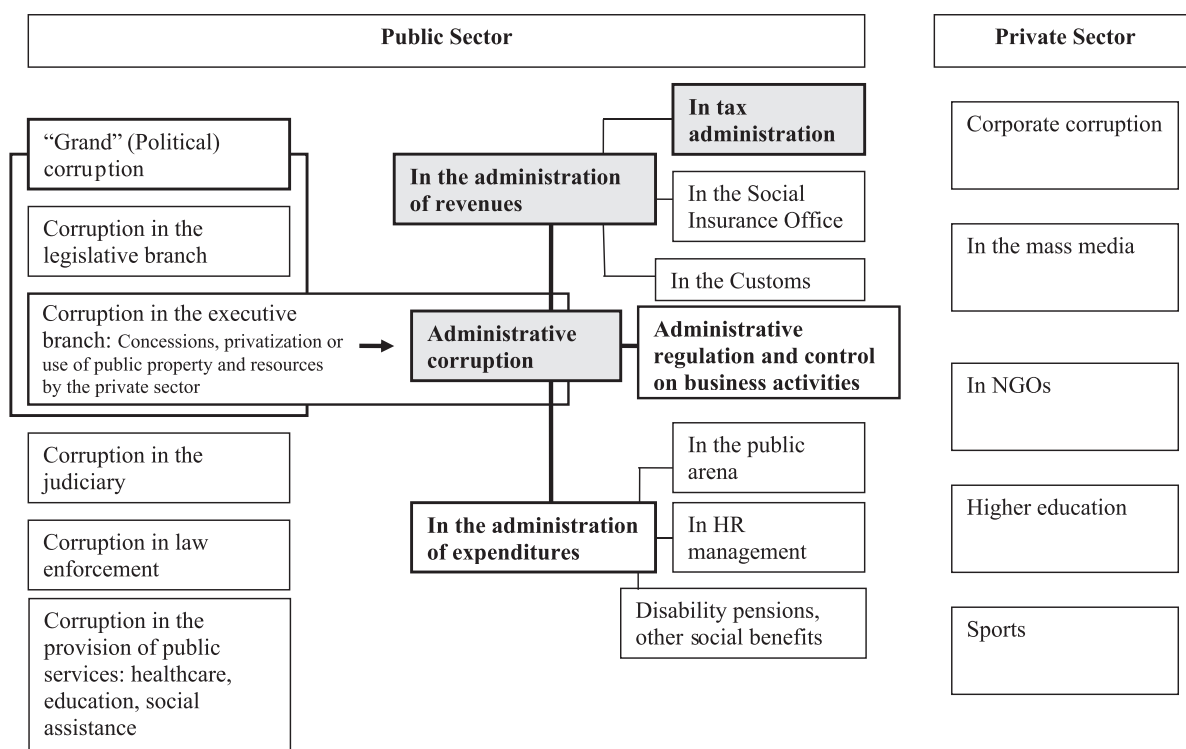 Public Sector
Private Sector
“Grand” (Political)
corruption
Corruption in the
legislative branch
Corruption in the executive
branch: Concessions, privatization or
use of public property and resources
by the private sector
Corruption in the
judiciary
Corruption in law
enforcement
Corruption in the
provision of public
services: healthcare,
education, social
assistance
In the administration
of revenues
Administrative
corruption
In the administration
of expenditures
In tax
administration
In the Social
Insurance Office
In the Customs
Administrative
regulation and control
on business activities
In the public
arena
In HR
management
Disability pensions,
other social benefits
Corporate corruption
In the mass media
In NGOs
Higher education
Sports